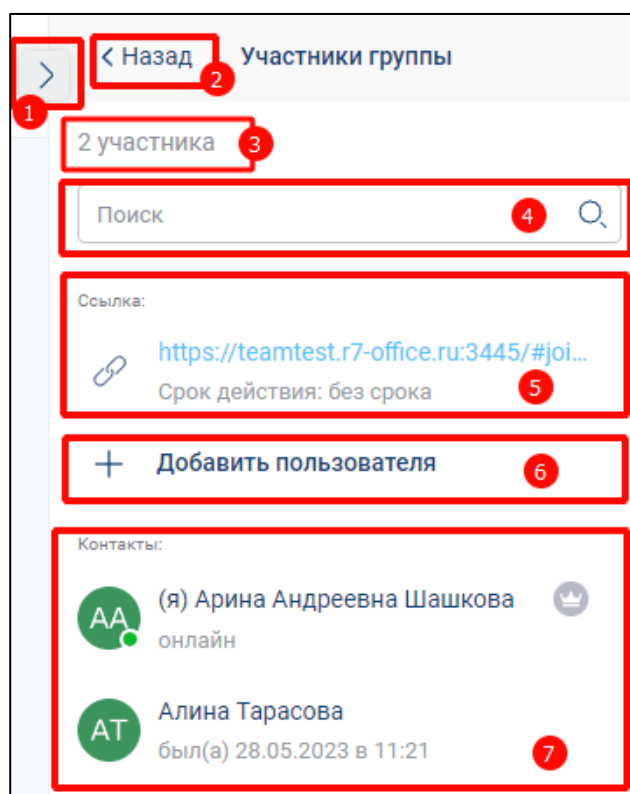 < Назад
2
Участники группы
1
2 участника
3
Поиск
4
Ссылка:
https://teamtest.r7-office.ru:3445/#joi...
Срок действия: без срока
5
+ Добавить пользователя
6
Контакты:
АА
(я) Арина Андреевна Шашкова
онлайн
АТ
Алина Тарасова
был(а) 28.05.2023 в 11:21
7